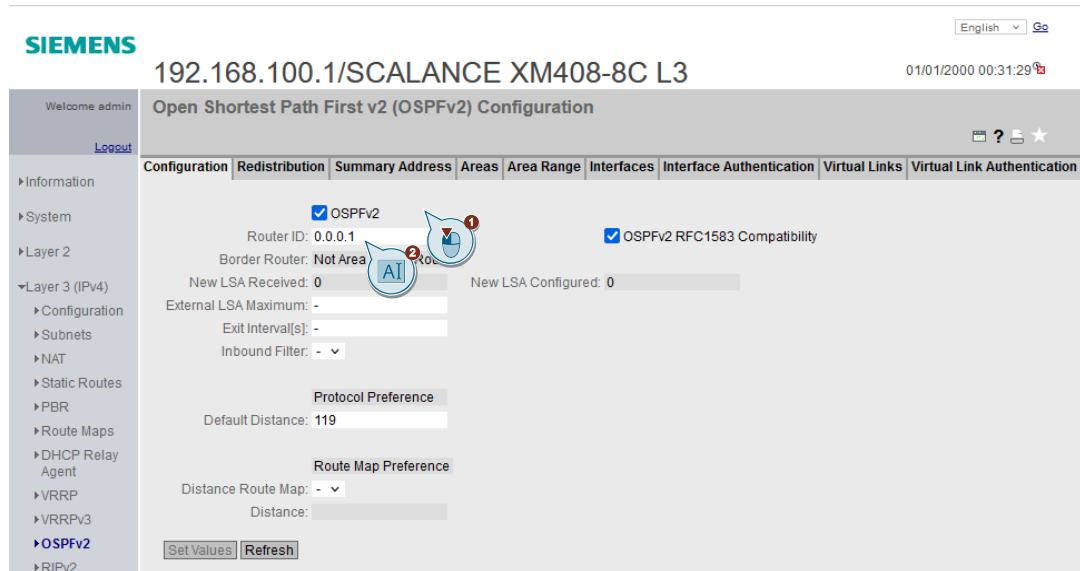 English Go
SIEMENS
192.168.100.1/SCALANCE XM408-8C L3
01/01/2000 00:31:29
Welcome admin
Logout
Open Shortest Path First v2 (OSPFv2) Configuration
?
Configuration Redistribution Summary Address Areas Area Range Interfaces Interface Authentication Virtual Links Virtual Link Authentication
Information
System
Layer 2
Layer 3 (IPv4)
Configuration
Subnets
NAT
Static Routes
PBR
Route Maps
DHCP Relay
Agent
VRRP
VRRPv3
OSPFv2
RIPv2
OSPFv2
1
Router ID: 0.0.0.1
OSPFv2 RFC1583 Compatibility
2
AI
Border Router: Not Area
New LSA Received: 0 New LSA Configured: 0
External LSA Maximum: -
Exit Interval[s]: -
Inbound Filter: -
Protocol Preference
Default Distance: 119
Route Map Preference
Distance Route Map: -
Distance:
Set Values Refresh